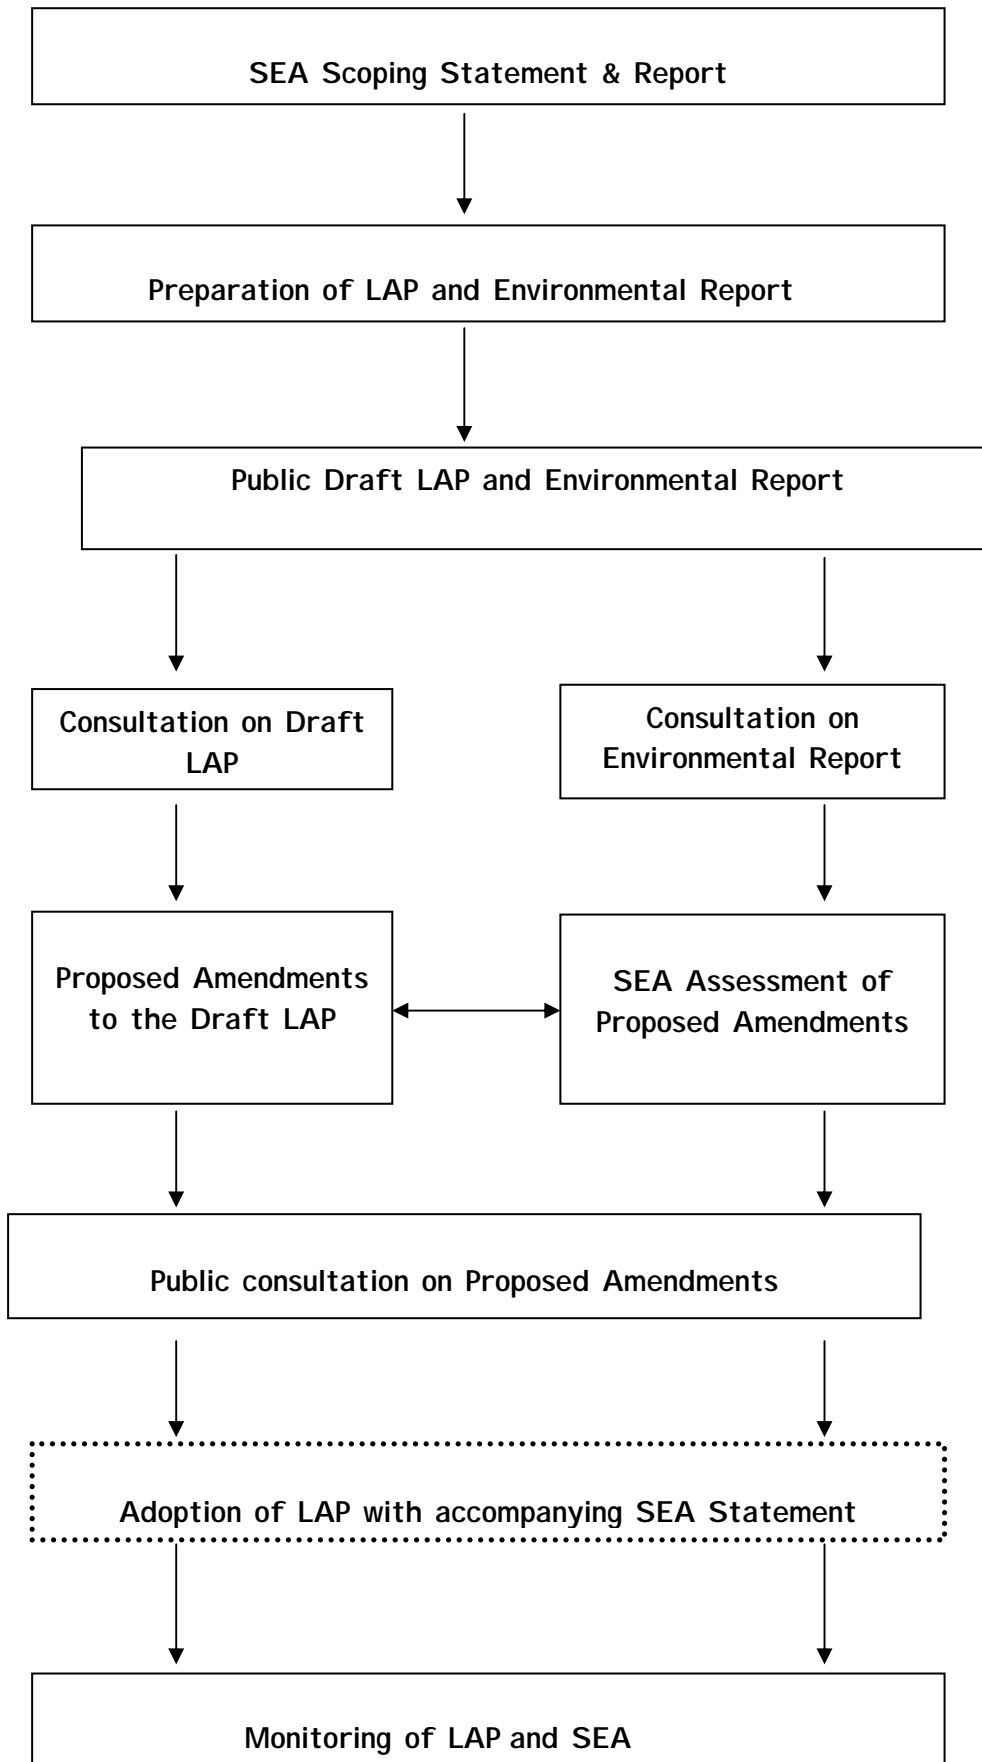 SEA Scoping Statement & Report
Preparation of LAP and Environmental Report
Public Draft LAP and Environmental Report
Consultation on Draft
LAP
Consultation on
Environmental Report
Proposed Amendments
to the Draft LAP
SEA Assessment of
Proposed Amendments
Public consultation on Proposed Amendments
Adoption of LAP with accompanying SEA Statement
Monitoring of LAP and SEA